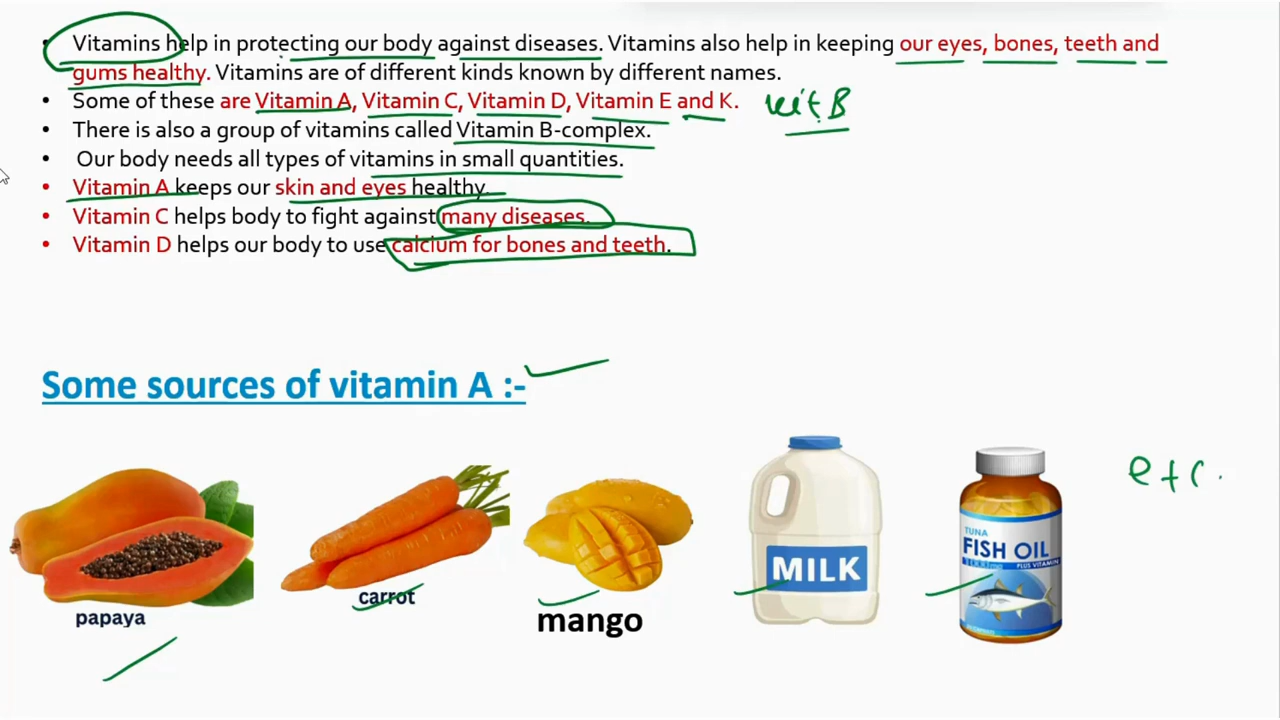 • Vitamins help in protecting our body against diseases. Vitamins also help in keeping our eyes, bones, teeth and
gums healthy. Vitamins are of different kinds known by different names.
• Some of these are Vitamin A, Vitamin C, Vitamin D, Vitamin E and K. vit B
• There is also a group of vitamins called Vitamin B-complex.
• Our body needs all types of vitamins in small quantities.
• Vitamin A keeps our skin and eyes healthy.
• Vitamin C helps body to fight against many diseases.
• Vitamin D helps our body to use calcium for bones and teeth.
Some sources of vitamin A :-
etc.
TUNA
FISH OIL
PLUS VITAMIN
MILK
carrot
papaya
mango